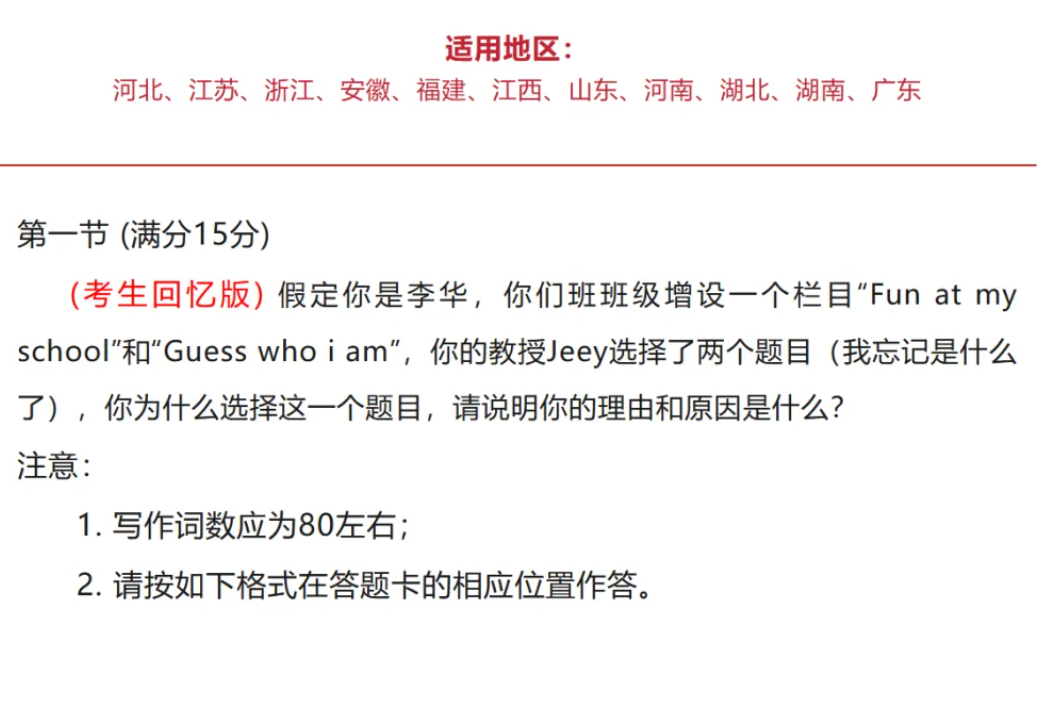 适用地区：
河北、江苏、浙江、安徽、福建、江西、山东、河南、湖北、湖南、广东
第一节 (满分15分)
(考生回忆版) 假定你是李华，你们班班级增设一个栏目“Fun at my
school”和“Guess who i am”，你的教授Jeey选择了两个题目（我忘记是什么
了），你为什么选择这一个题目，请说明你的理由和原因是什么？
注意：
1. 写作词数应为80左右；
2. 请按如下格式在答题卡的相应位置作答。